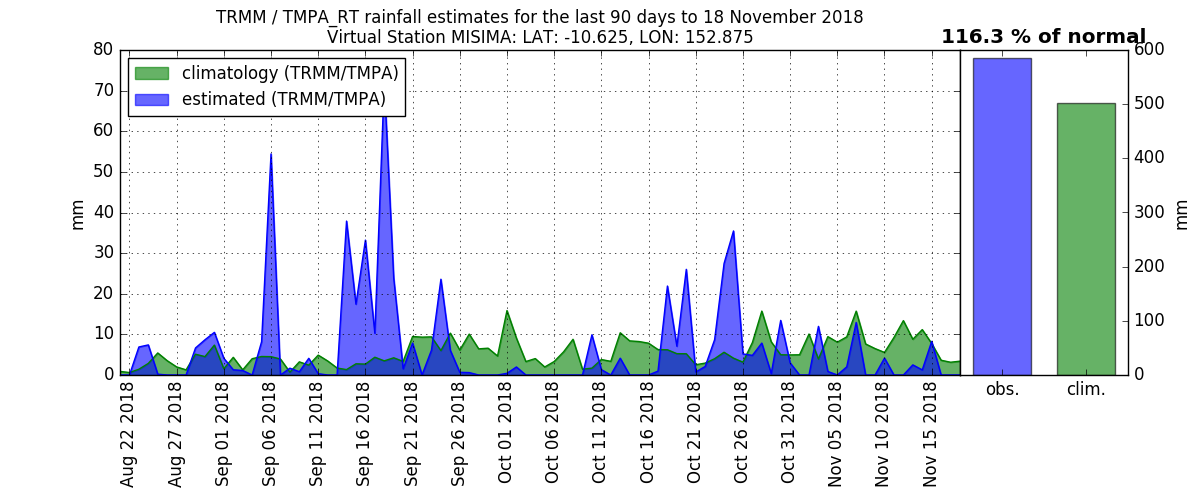 TRMM / TMPA_RT rainfall estimates for the last 90 days to 18 November 2018
Virtual Station MISIMA: LAT: -10.625, LON: 152.875
116.3 % of normal
climatology (TRMM/TMPA)
estimated (TRMM/TMPA)
80
70
60
50
40
30
20
10
0
mm
600
500
400
300
200
100
0
mm
Aug 22 2018
Aug 27 2018
Sep 01 2018
Sep 06 2018
Sep 11 2018
Sep 16 2018
Sep 21 2018
Sep 26 2018
Oct 01 2018
Oct 06 2018
Oct 11 2018
Oct 16 2018
Oct 21 2018
Oct 26 2018
Oct 31 2018
Nov 05 2018
Nov 10 2018
Nov 15 2018
obs.
clim.